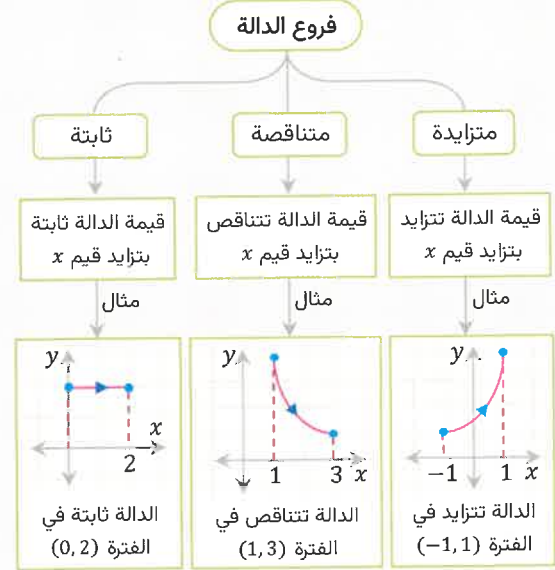 فروع الدالة
متزايدة
متناقصة
ثابتة
قيمة الدالة تتزايد
بتزايد قيم x
قيمة الدالة تتناقص
بتزايد قيم x
قيمة الدالة ثابتة
بتزايد قيم x
مثال
مثال
مثال
y
−1
1
x
الدالة تتزايد في
الفترة (−1, 1)
y
1
3
x
الدالة تتناقص في
الفترة (1, 3)
y
x
2
الدالة ثابتة في
الفترة (0, 2)